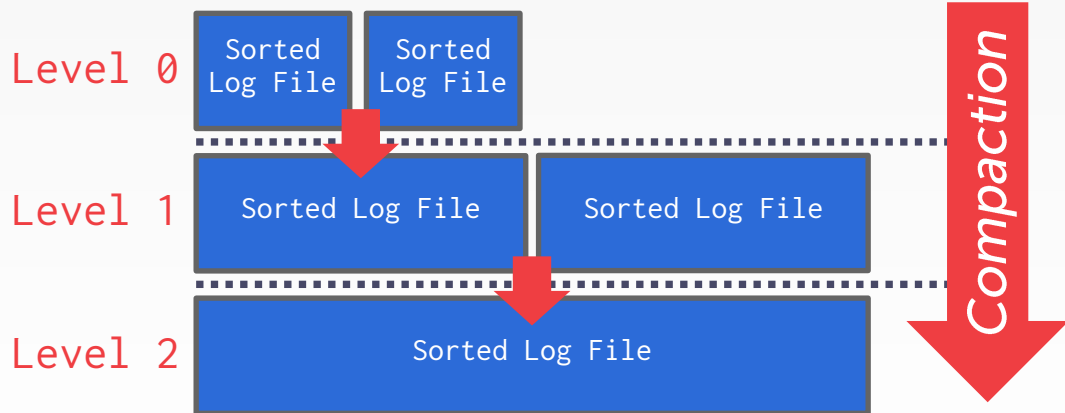 Level 0
Sorted
Log File
Sorted
Log File
Level 1
Sorted Log File
Sorted Log File
Level 2
Sorted Log File
Compaction